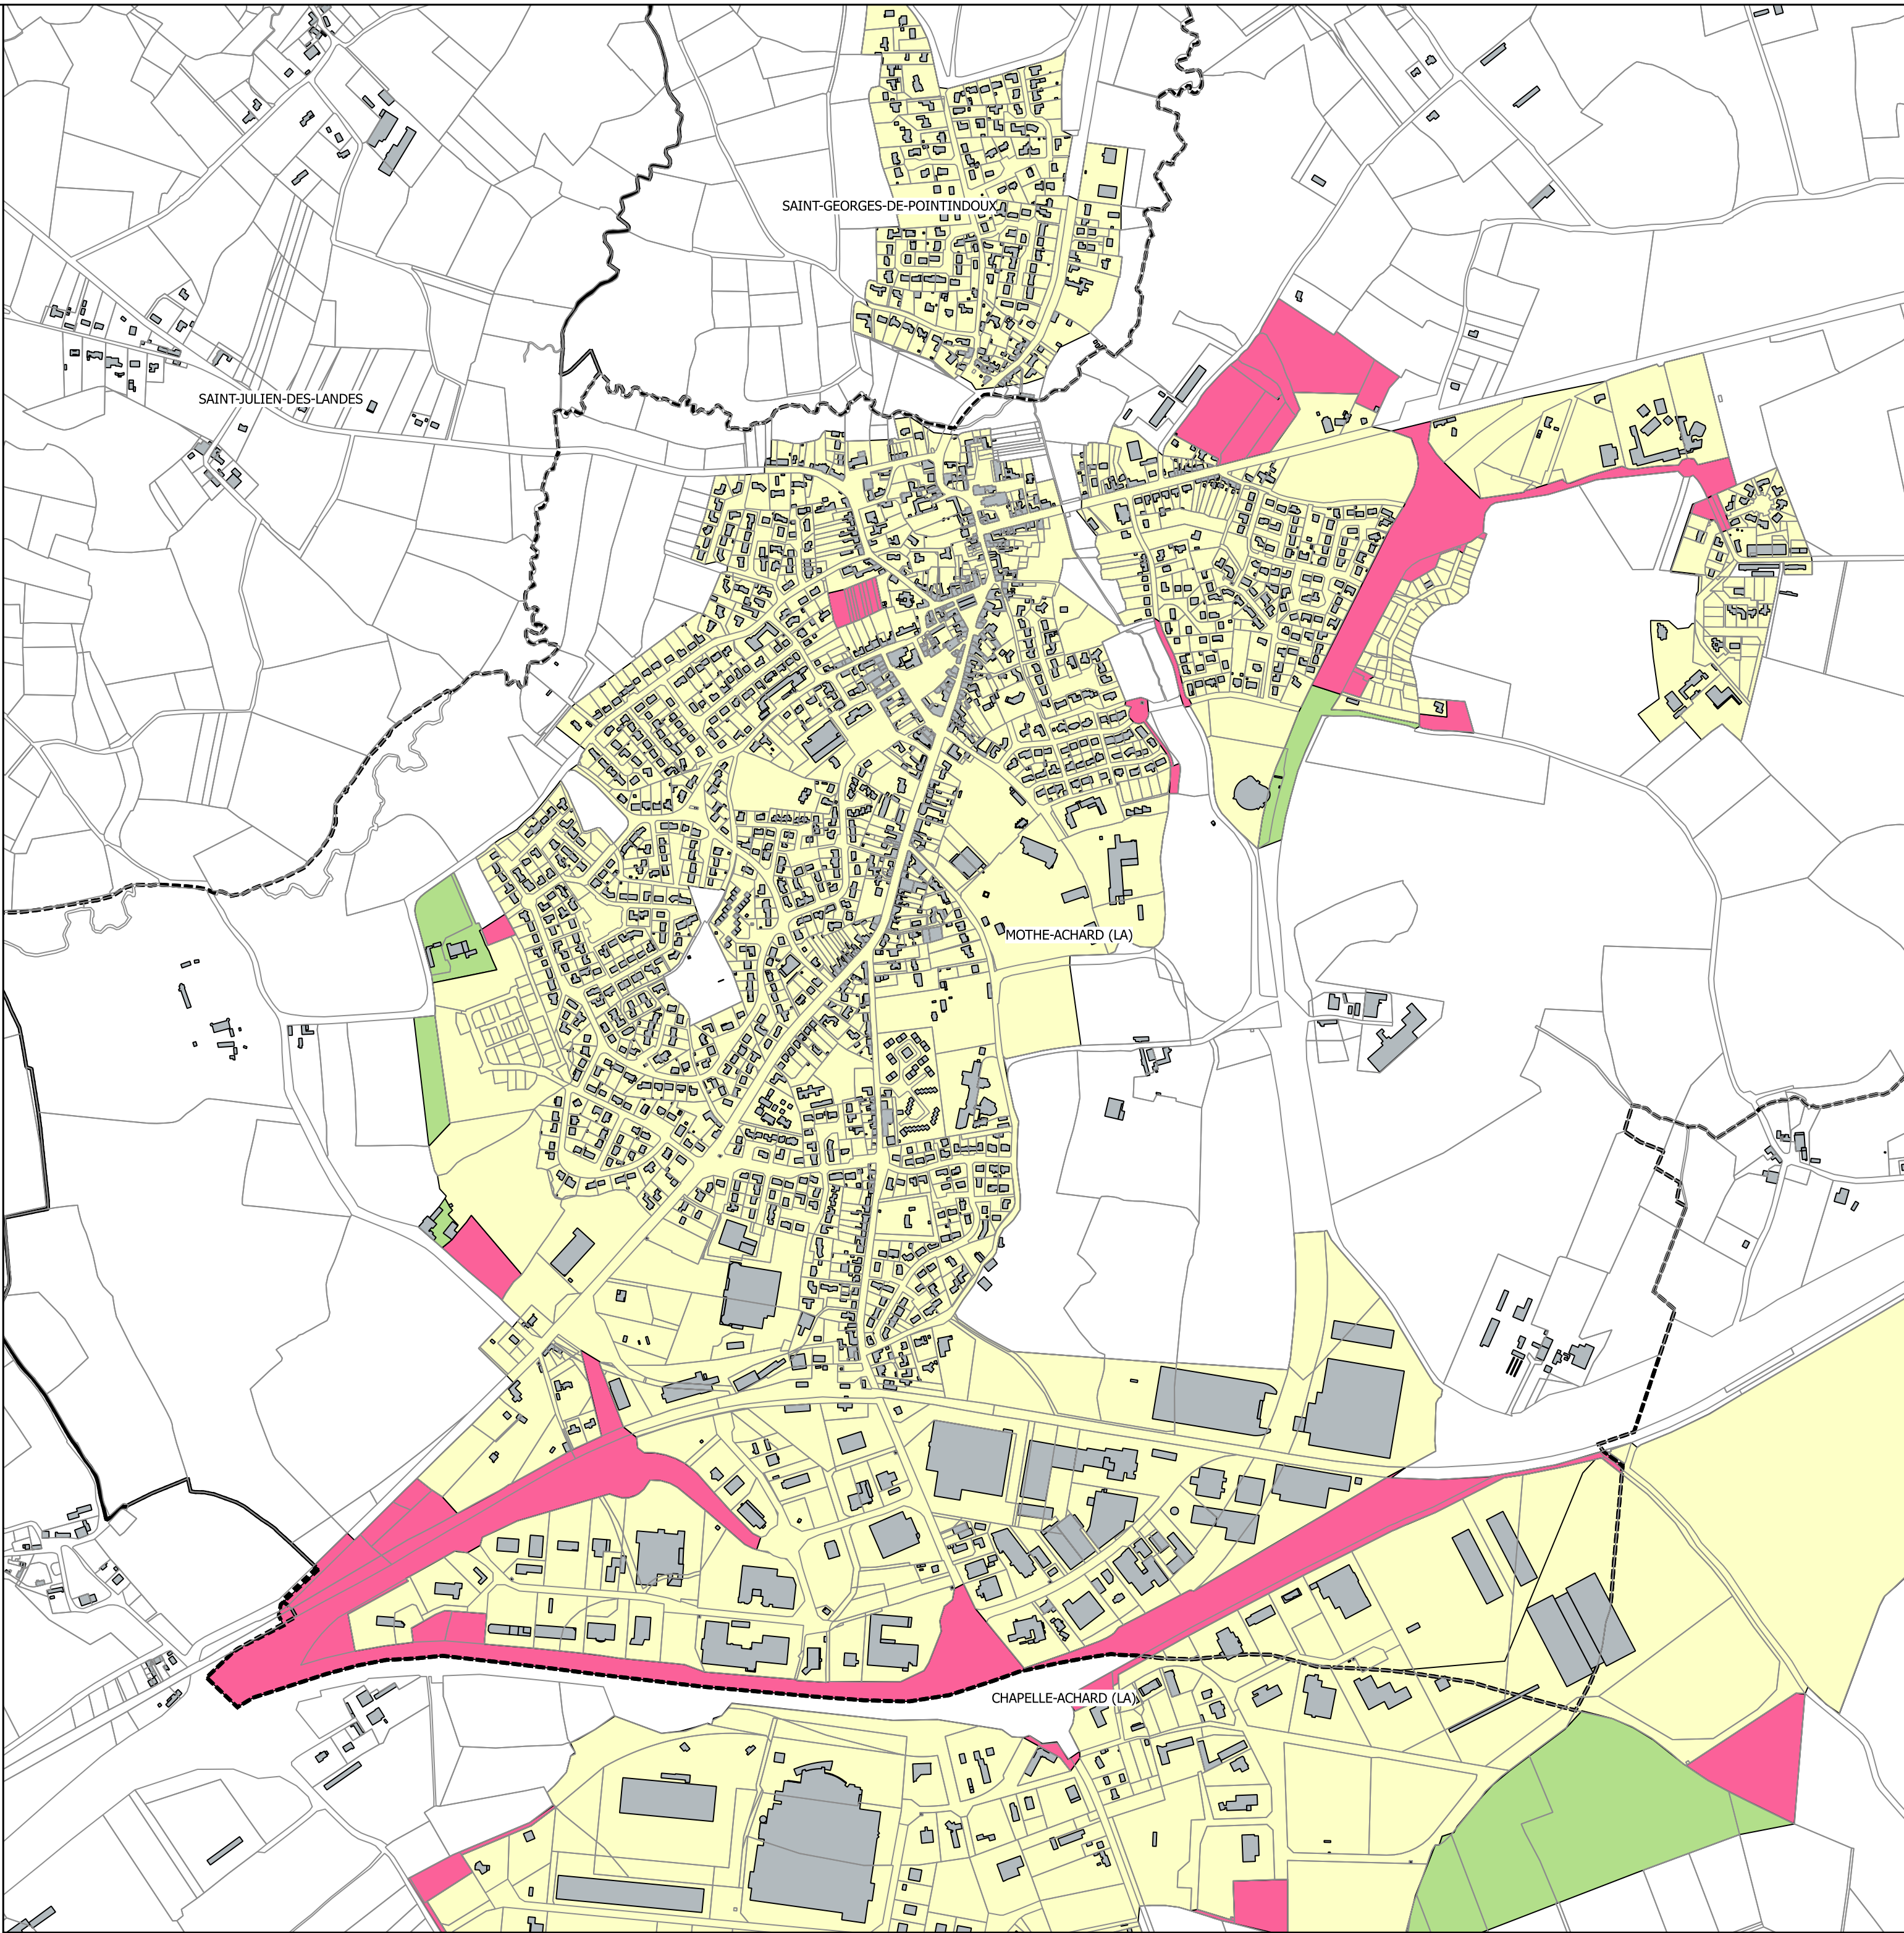 SAINT-GEORGES-DE-POINTINDOUX
SAINT-JULIEN-DES-LANDES
MOTHE-ACHARD (LA)
CHAPELLE-ACHARD (LA)